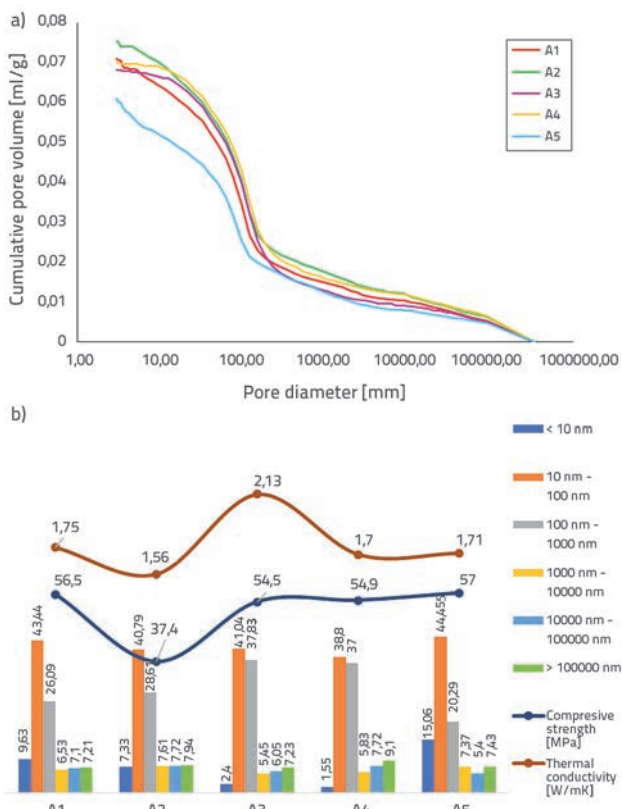 a)
0,08
0,07
0,06
0,05
0,04
0,03
0,02
0,01
0
Cumulative pore volume [ml/g]
A1
A2
A3
A4
A5
1,00 10,00 100,00 1000,00 10000,00 100000,00 1000000,00
Pore diameter [mm]
b)
< 10 nm
10 nm -
100 nm
100 nm -
1000 nm
1000 nm -
10000 nm
10000 nm -
100000 nm
> 100000 nm
Compresive
strength
[MPa]
Thermal
conductivity
[W/mK]
1,75 1,56 2,13 1,7 1,71
56,5 37,4 54,5 54,9 57
9,63 43,44 26,09 6,53 7,1 7,21
7,33 40,79 28,61 7,61 7,72 7,94
2,4 41,04 37,83 5,45 6,05 7,23
1,55 38,8 37 5,83 7,72 9,1
15,06 44,455 20,29 7,37 5,4 7,43
A1 A2 A3 A4 A5